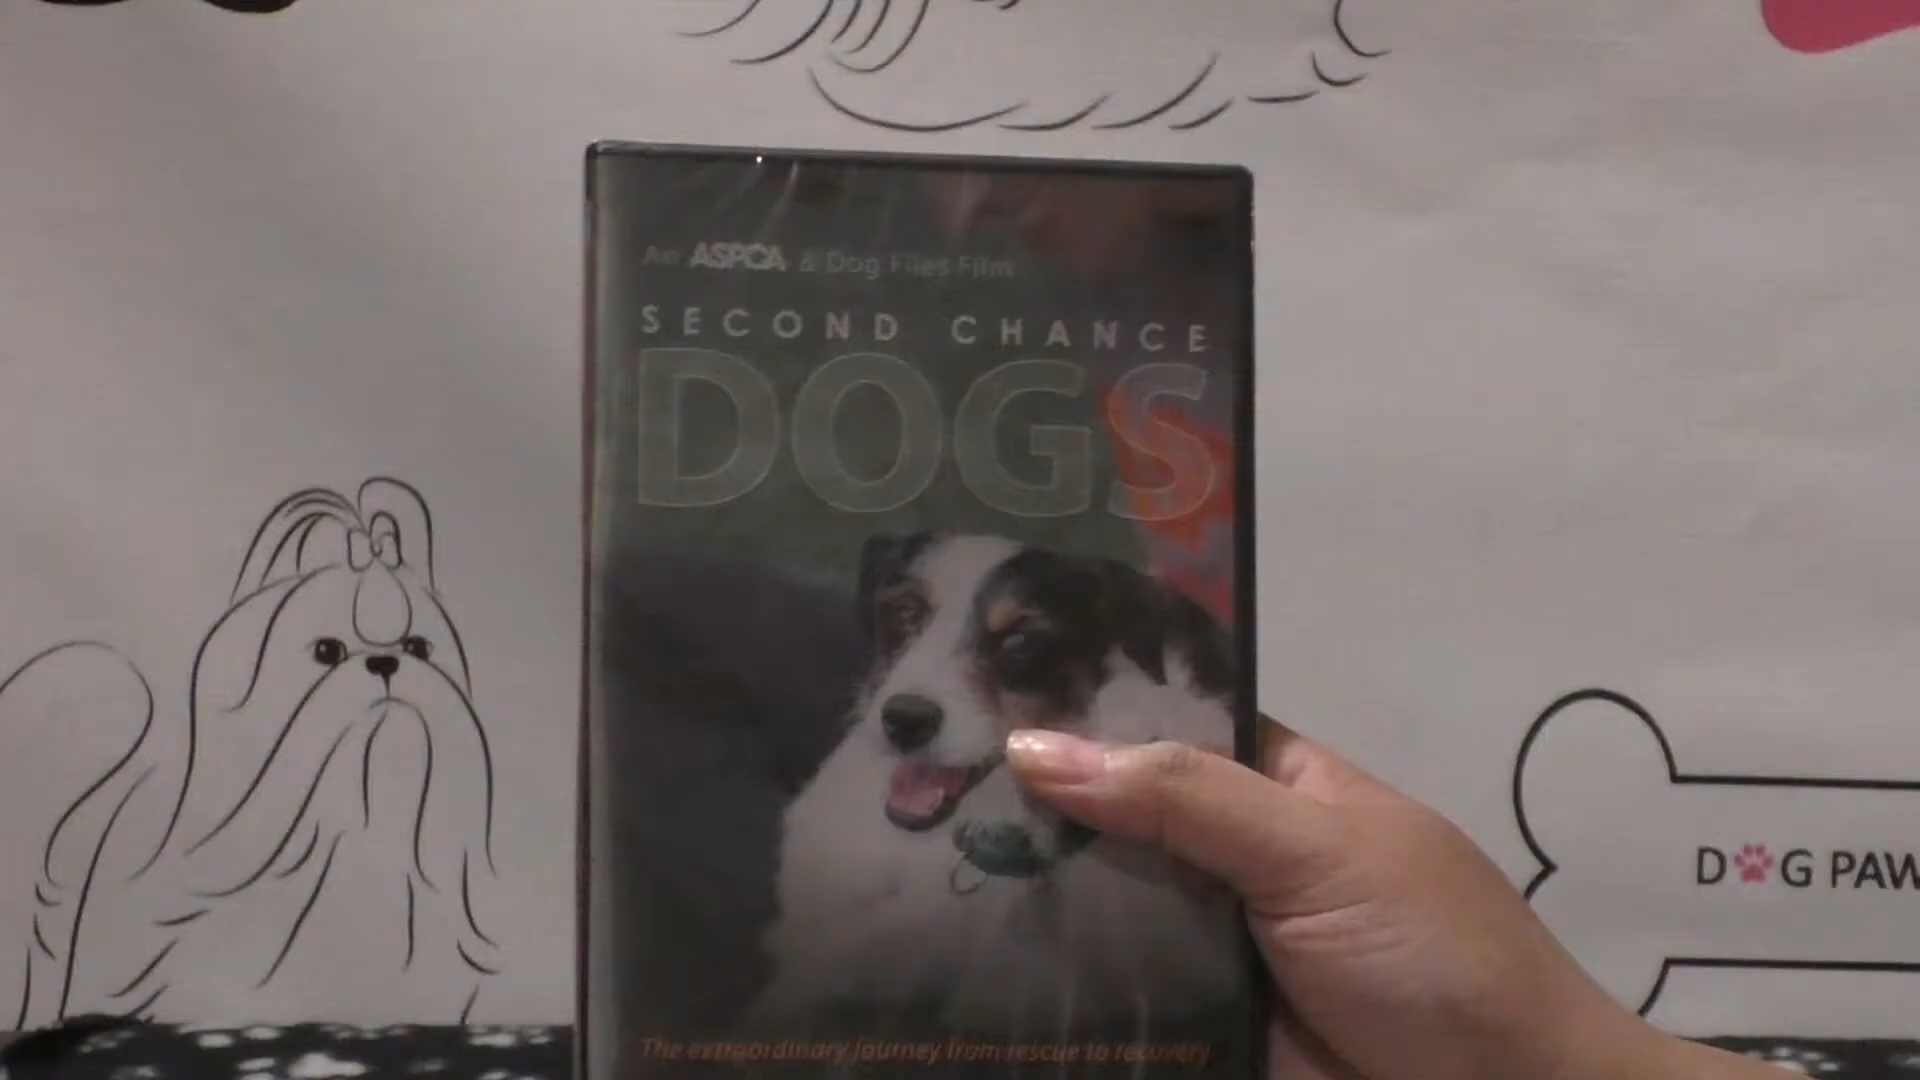 An ASPCA & Dog Files Film
SECOND CHANCE
DOGS
The extraordinary journey from rescue to recovery
D🐾G PAW